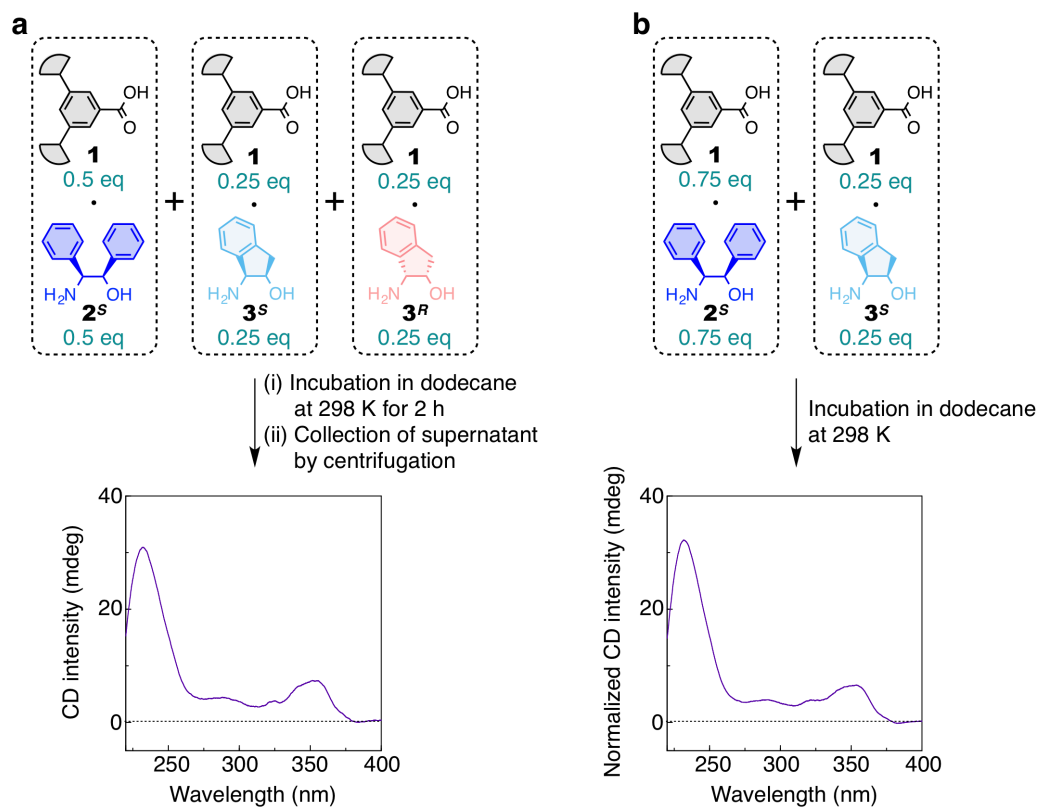 a
OH
O
1
0.5 eq
·
H₂N
OH
2ˢ
0.5 eq
+
OH
O
1
0.25 eq
·
H₂N
OH
3ˢ
0.25 eq
+
OH
O
1
0.25 eq
·
H₂N
OH
3ᴿ
0.25 eq
(i) Incubation in dodecane
at 298 K for 2 h
(ii) Collection of supernatant
by centrifugation
CD intensity (mdeg)
40
20
0
250 300 350 400
Wavelength (nm)
b
OH
O
1
0.75 eq
·
H₂N
OH
2ˢ
0.75 eq
+
OH
O
1
0.25 eq
·
H₂N
OH
3ˢ
0.25 eq
Incubation in dodecane
at 298 K
Normalized CD intensity (mdeg)
40
20
0
250 300 350 400
Wavelength (nm)